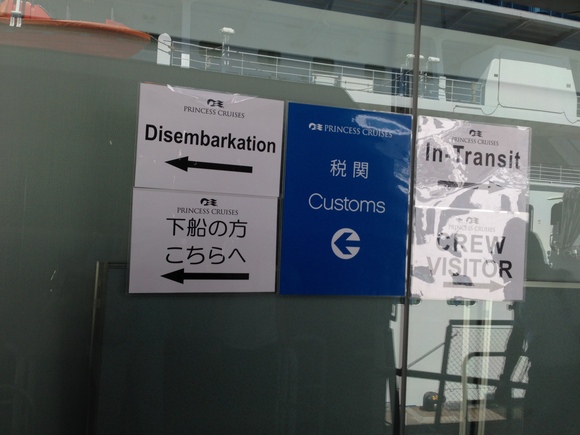 PRINCESS CRUISES
Disembarkation
PRINCESS CRUISES
下船の方
こちらへ
PRINCESS CRUISES
税関
Customs
PRINCESS CRUISES
In-Transit
PRINCESS CRUISES
CREW
VISITOR